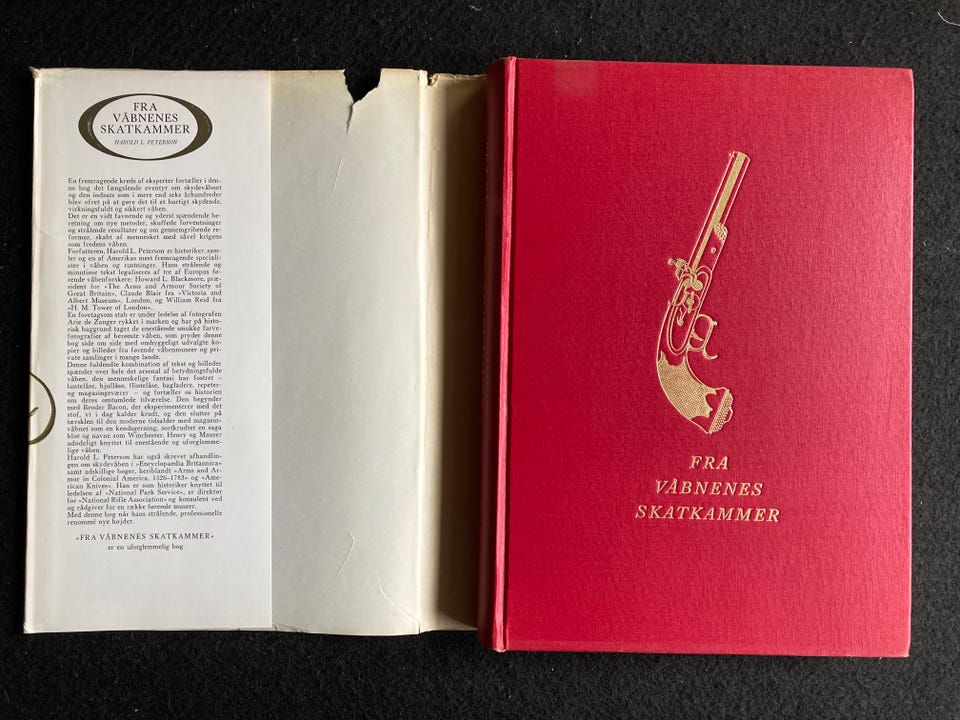 FRA
VÅBNENES
SKATKAMMER
HAROLD L. PETERSON
En fremragende kreds af eksperter fortæller i den-
ne bog det fængslende eventyr om skydevåbnet
og den indsats som i mere end seks århundreder
blev ofret på at gøre det til et hurtigt skydende,
virkningsfuldt og sikkert våben.
Det er en vidt favnende og yderst spændende be-
retning om nye metoder, skuffede forventninger
og strålende resultater og om gennemgribende re-
former, skabt af mennesket med såvel krigens
som fredens våben.
Forfatteren, Harold L. Peterson er historiker, sam-
ler og en af Amerikas mest fremragende speciali-
ster i våben og rustninger. Hans strålende og
minutiøse tekst legaliseres af tre af Europas fø-
rende våbenforskere: Howard L. Blackmore, præ-
sident for »The Arms and Armour Society of
Great Britain«, Claude Blair fra »Victoria and
Albert Museum«, London, og William Reid fra
»H. M. Tower of London«.
En foretagsom stab er under ledelse af fotografen
Arie de Zanger rykket i marken og har på histo-
risk baggrund taget de enestående smukke farve-
fotografier af berømte våben, som pryder denne
bog side om side med omhyggeligt udvalgte ko-
pier og billeder fra førende våbenmuseer og pri-
vate samlinger i mange lande.
Denne fuldendte kombination af tekst og billeder
spænder over hele det arsenal af betydningsfulde
våben, den menneskelige fantasi har fostret –
luntelåse, hjullåse, flintelåse, bagladere, repeter-
og magasingeværer – og fortæller os historien
om deres omtumlede tilværelse. Den begynder
med Broder Bacon, der eksperimenterer med det
stof, vi i dag kalder krudt, og den slutter på
tærsklen til den moderne tidsalder med magasin-
våbnet som en kendsgerning, sortkrudtet en saga
blot og navne som Winchester, Henry og Mauser
udødeligt knyttet til enestående og uforglemme-
lige våben.
Harold L. Peterson har også skrevet afhandlin-
gen om skydevåben i »Encyclopædia Britannica«
samt adskillige bøger, heriblandt »Arms and Ar-
mor in Colonial America, 1526–1783« og »Ame-
rican Knives«. Han er som historiker knyttet til
ledelsen af »National Park Service«, er direktør
for »National Rifle Association« og konsulent ved
og rådgiver for en række førende museer.
Med denne bog når hans strålende, professionelle
renommé nye højder.
»FRA VÅBNENES SKATKAMMER«
er en uforglemmelig bog
FRA
VÅBNENES
SKATKAMMER